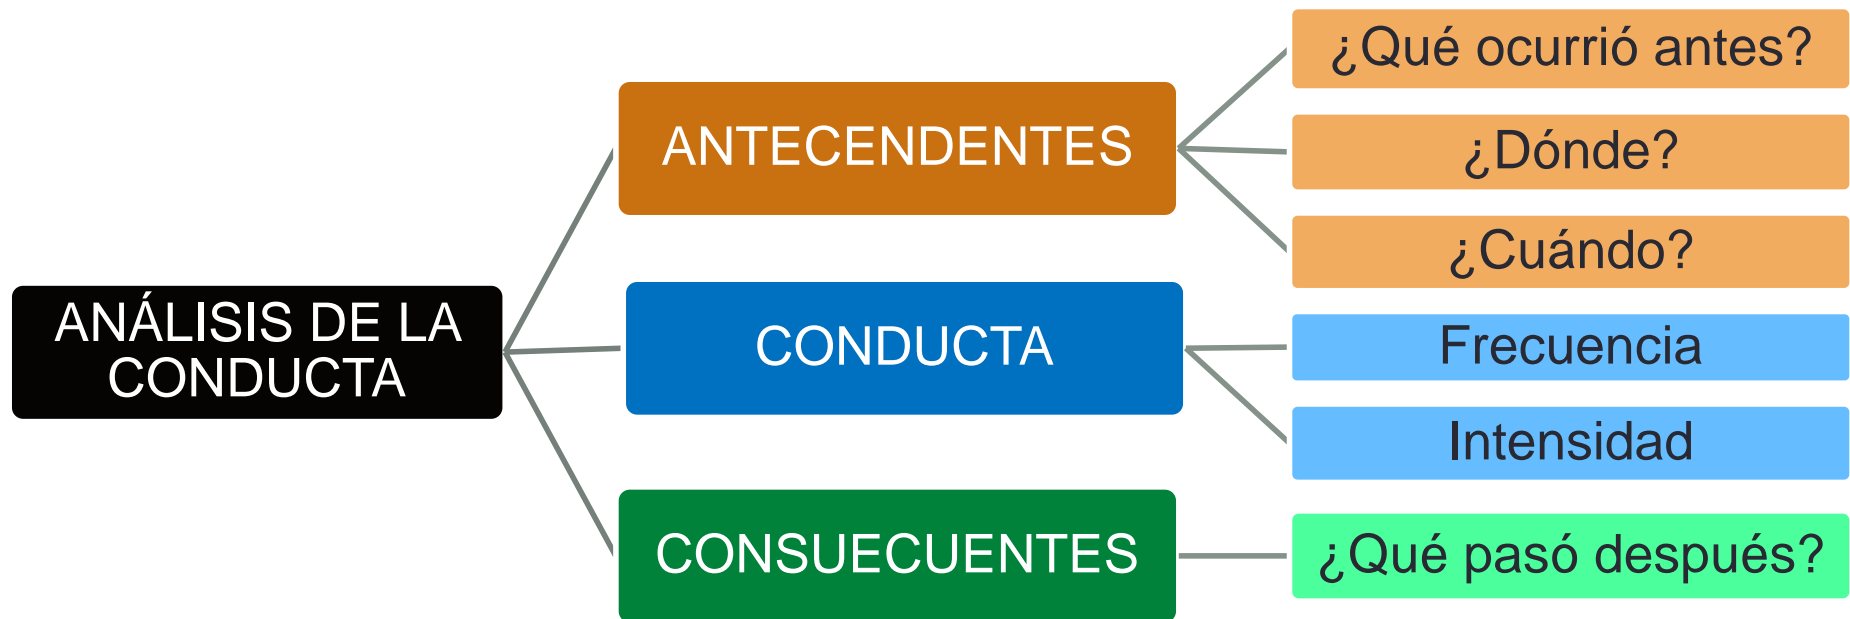 ANÁLISIS DE LA
CONDUCTA
ANTECENDENTES
¿Qué ocurrió antes?
¿Dónde?
¿Cuándo?
CONDUCTA
Frecuencia
Intensidad
CONSUECUENTES
¿Qué pasó después?